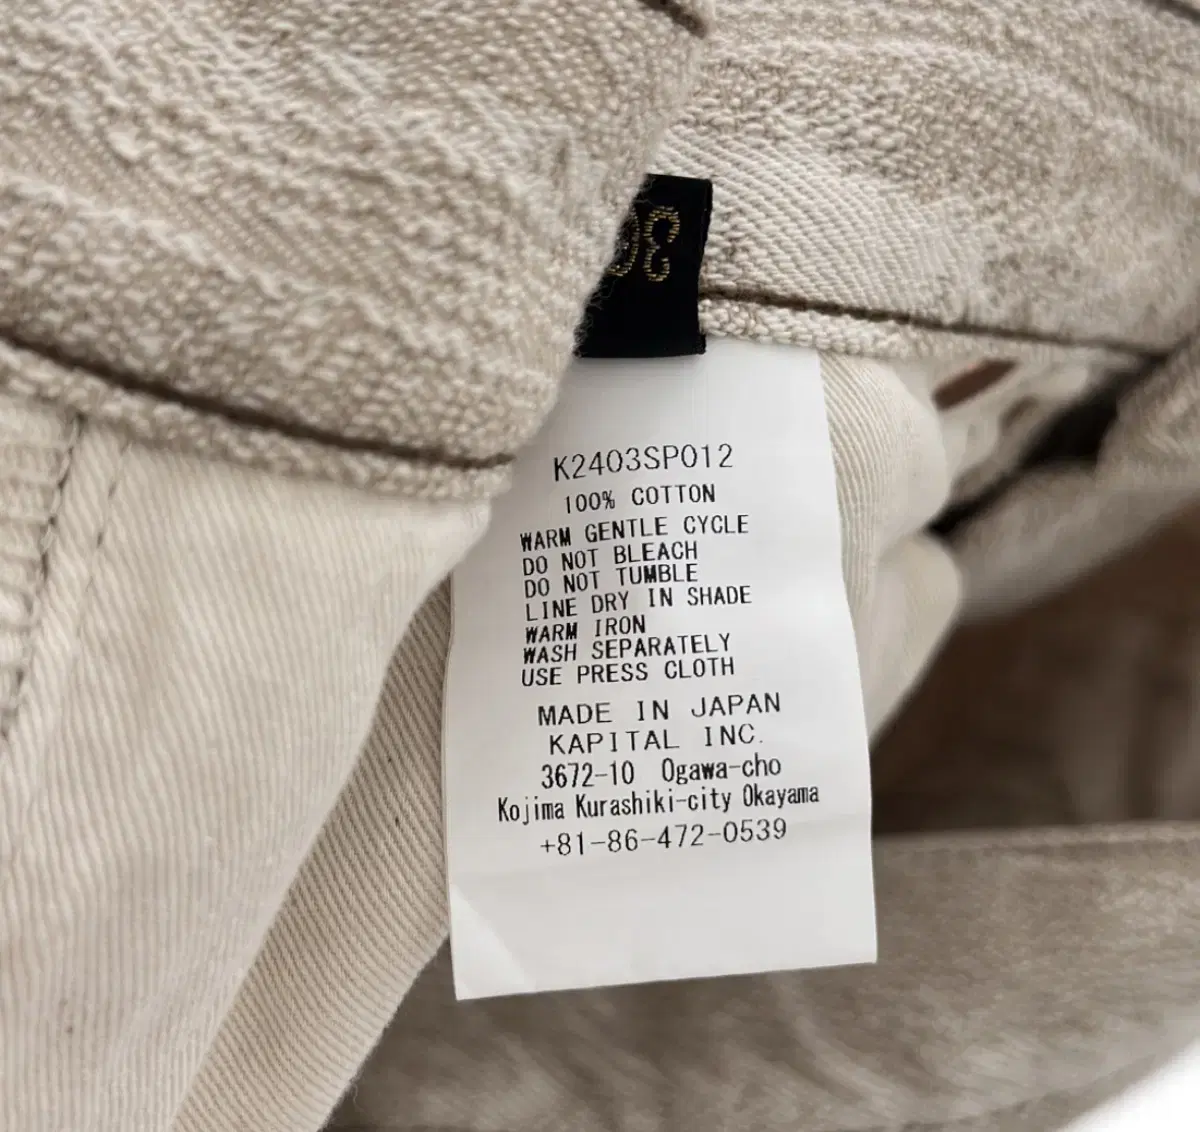 K2403SP012
100% COTTON
WARM GENTLE CYCLE
DO NOT BLEACH
DO NOT TUMBLE
LINE DRY IN SHADE
WARM IRON
WASH SEPARATELY
USE PRESS CLOTH
MADE IN JAPAN
KAPITAL INC.
3672-10 Ogawa-cho
Kojima Kurashiki-city Okayama
+81-86-472-0539